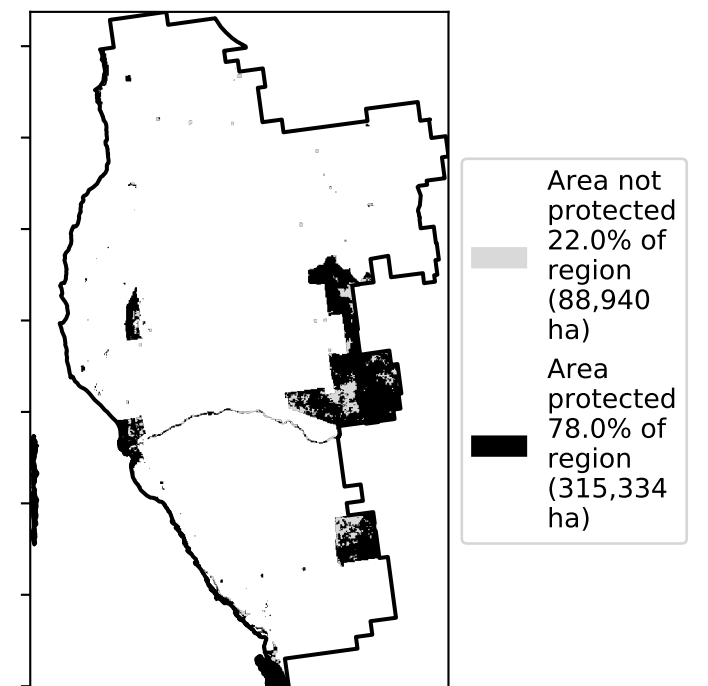 Area not
protected
22.0% of
region
(88,940
ha)
Area
protected
78.0% of
region
(315,334
ha)